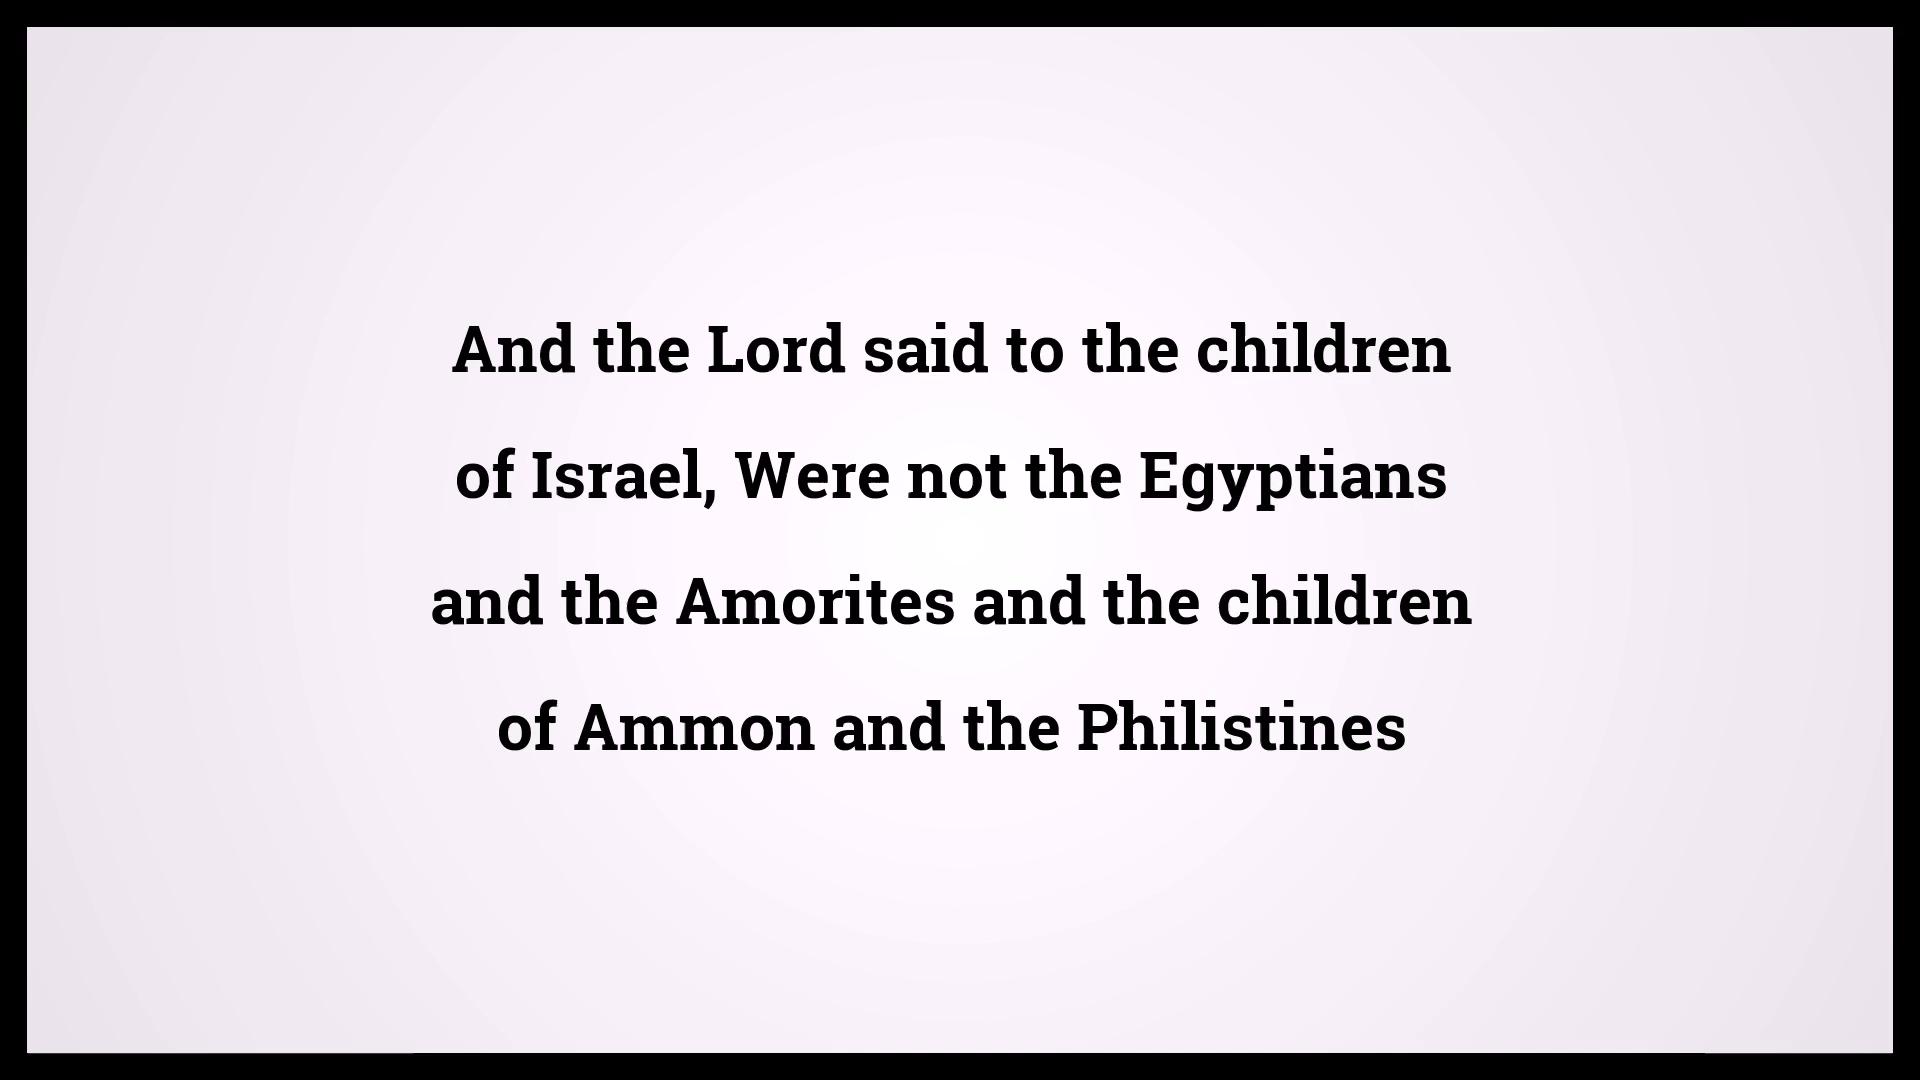 And the Lord said to the children
of Israel, Were not the Egyptians
and the Amorites and the children
of Ammon and the Philistines